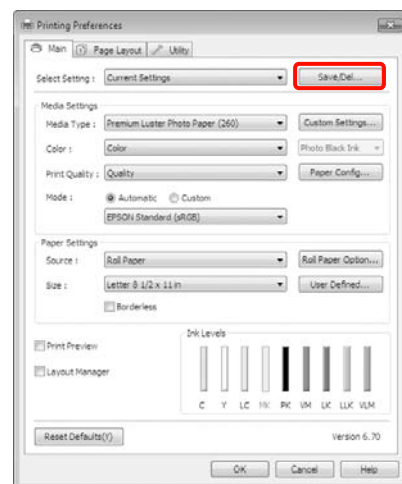 Printing Preferences
Main Page Layout Utility
Select Setting : Current Settings Save/Del...
Media Settings
Media Type : Premium Luster Photo Paper (260) Custom Settings...
Color : Color Photo Black Ink
Print Quality : Quality Paper Config...
Mode : Automatic Custom
EPSON Standard (sRGB)
Paper Settings
Source : Roll Paper Roll Paper Option...
Size : Letter 8 1/2 x 11 in User Defined...
Borderless
Ink Levels
Print Preview
Layout Manager
C Y LC MK PK VM LK LLK VLM
Reset Defaults(Y) Version 6.70
OK Cancel Help